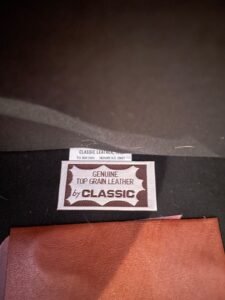 CLASSIC LEATHER,
GENUINE
TOP GRAIN LEATHER
by CLASSIC